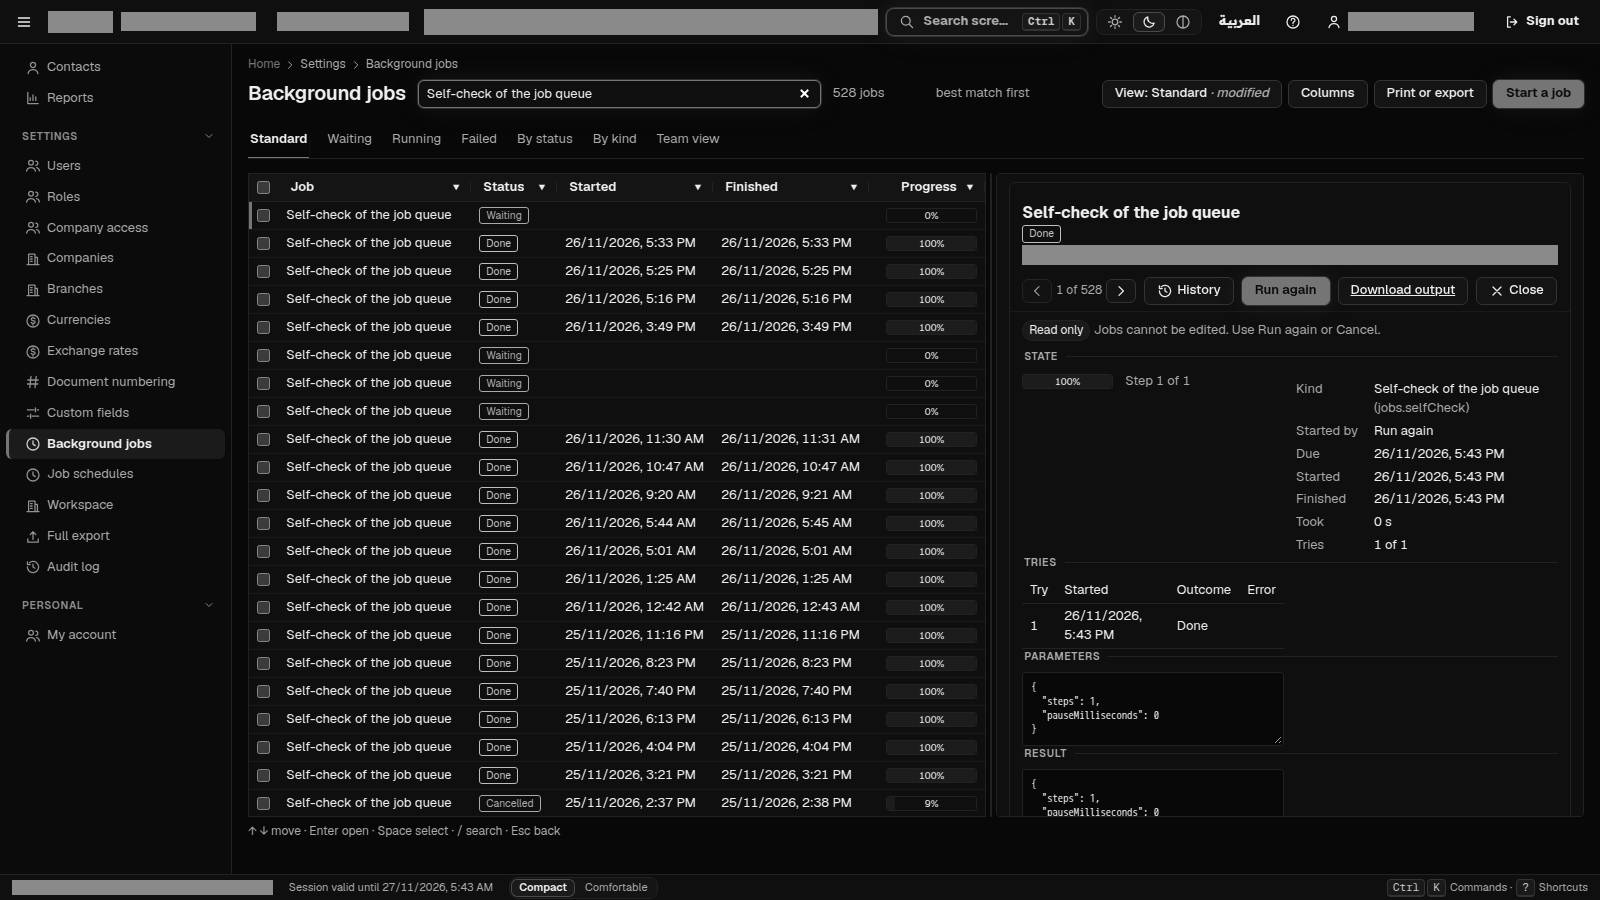 Search scre... Ctrl K العربية Sign out
Contacts
Reports
SETTINGS
Users
Roles
Company access
Companies
Branches
Currencies
Exchange rates
Document numbering
Custom fields
Background jobs
Job schedules
Workspace
Full export
Audit log
PERSONAL
My account
Home > Settings > Background jobs
Background jobs Self-check of the job queue 528 jobs best match first View: Standard · modified Columns Print or export Start a job
Standard Waiting Running Failed By status By kind Team view
Job Status Started Finished Progress
Self-check of the job queue Waiting 0%
Self-check of the job queue Done 26/11/2026, 5:33 PM 26/11/2026, 5:33 PM 100%
Self-check of the job queue Done 26/11/2026, 5:25 PM 26/11/2026, 5:25 PM 100%
Self-check of the job queue Done 26/11/2026, 5:16 PM 26/11/2026, 5:16 PM 100%
Self-check of the job queue Done 26/11/2026, 3:49 PM 26/11/2026, 3:49 PM 100%
Self-check of the job queue Waiting 0%
Self-check of the job queue Waiting 0%
Self-check of the job queue Waiting 0%
Self-check of the job queue Done 26/11/2026, 11:30 AM 26/11/2026, 11:31 AM 100%
Self-check of the job queue Done 26/11/2026, 10:47 AM 26/11/2026, 10:47 AM 100%
Self-check of the job queue Done 26/11/2026, 9:20 AM 26/11/2026, 9:21 AM 100%
Self-check of the job queue Done 26/11/2026, 5:44 AM 26/11/2026, 5:45 AM 100%
Self-check of the job queue Done 26/11/2026, 5:01 AM 26/11/2026, 5:01 AM 100%
Self-check of the job queue Done 26/11/2026, 1:25 AM 26/11/2026, 1:25 AM 100%
Self-check of the job queue Done 26/11/2026, 12:42 AM 26/11/2026, 12:43 AM 100%
Self-check of the job queue Done 25/11/2026, 11:16 PM 25/11/2026, 11:16 PM 100%
Self-check of the job queue Done 25/11/2026, 8:23 PM 25/11/2026, 8:23 PM 100%
Self-check of the job queue Done 25/11/2026, 7:40 PM 25/11/2026, 7:40 PM 100%
Self-check of the job queue Done 25/11/2026, 6:13 PM 25/11/2026, 6:13 PM 100%
Self-check of the job queue Done 25/11/2026, 4:04 PM 25/11/2026, 4:04 PM 100%
Self-check of the job queue Done 25/11/2026, 3:21 PM 25/11/2026, 3:21 PM 100%
Self-check of the job queue Cancelled 25/11/2026, 2:37 PM 25/11/2026, 2:38 PM 9%
↑↓ move · Enter open · Space select · / search · Esc back
Self-check of the job queue
Done
1 of 528 History Run again Download output Close
Read only Jobs cannot be edited. Use Run again or Cancel.
STATE
100% Step 1 of 1
Kind Self-check of the job queue
(jobs.selfCheck)
Started by Run again
Due 26/11/2026, 5:43 PM
Started 26/11/2026, 5:43 PM
Finished 26/11/2026, 5:43 PM
Took 0 s
Tries 1 of 1
TRIES
Try Started Outcome Error
1 26/11/2026, 5:43 PM Done
PARAMETERS
{
"steps": 1,
"pauseMilliseconds": 0
}
RESULT
{
"steps": 1,
"pauseMilliseconds": 0
Session valid until 27/11/2026, 5:43 AM Compact Comfortable Ctrl K Commands · ? Shortcuts